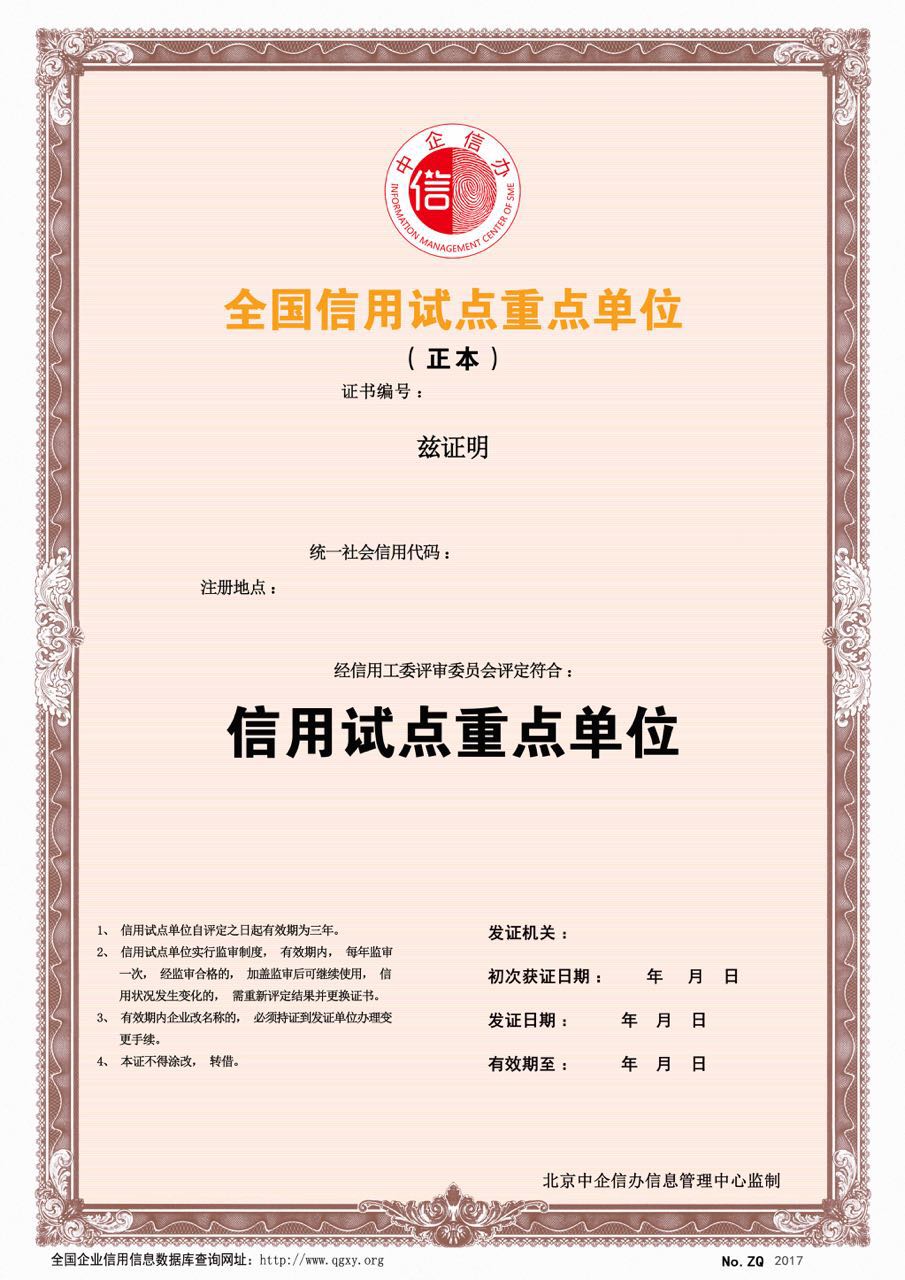 中企信办
信
INFORMATION MANAGEMENT CENTER OF SME
全国信用试点重点单位
（正本）
证书编号：
兹证明
统一社会信用代码：
注册地点：
经信用工委评审委员会评定符合：
信用试点重点单位
1、 信用试点单位自评定之日起有效期为三年。
2、 信用试点单位实行监审制度， 有效期内， 每年监审
一次， 经监审合格的， 加盖监审后可继续使用， 信
用状况发生变化的， 需重新评定结果并更换证书。
3、 有效期内企业改名称的， 必须持证到发证单位办理变
更手续。
4、 本证不得涂改， 转借。
发证机关：
初次获证日期： 年 月 日
发证日期： 年 月 日
有效期至： 年 月 日
北京中企信办信息管理中心监制
全国企业信用信息数据库查询网址：http://www.qgxy.org
No.ZQ 2017